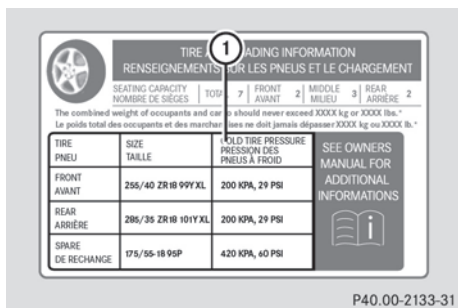 1
TIRE A ADING INFORMATION
RENSEIGNEMENTS SUR LES PNEUS ET LE CHARGEMENT
SEATING CAPACITY
NOMBRE DE SIÈGES
TOTAL 7
FRONT
AVANT 2
MIDDLE
MILIEU 3
REAR
ARRIÈRE 2
The combined weight of occupants and cargo should never exceed XXXX kg or XXXX lbs.*
Le poids total des occupants et des marchandises ne doit jamais dépasser XXXX kg ou XXXX lb.*
TIRE
PNEU
SIZE
TAILLE
COLD TIRE PRESSURE
PRESSION DES
PNEUS À FROID
FRONT
AVANT
255/40 ZR18 99Y XL
200 KPA, 29 PSI
REAR
ARRIÈRE
285/35 ZR18 101Y XL
200 KPA, 29 PSI
SPARE
DE RECHANGE
175/55-18 95P
420 KPA, 60 PSI
SEE OWNERS
MANUAL FOR
ADDITIONAL
INFORMATIONS
i
P40.00-2133-31